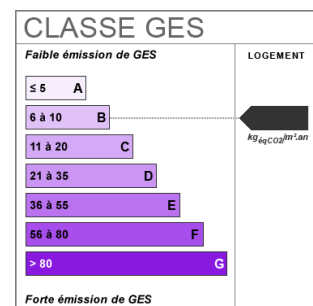 CLASSE GES
Faible émission de GES
LOGEMENT
≤ 5 A
6 à 10 B
11 à 20 C
21 à 35 D
36 à 55 E
56 à 80 F
> 80 G
kgéqCO2/m².an
Forte émission de GES